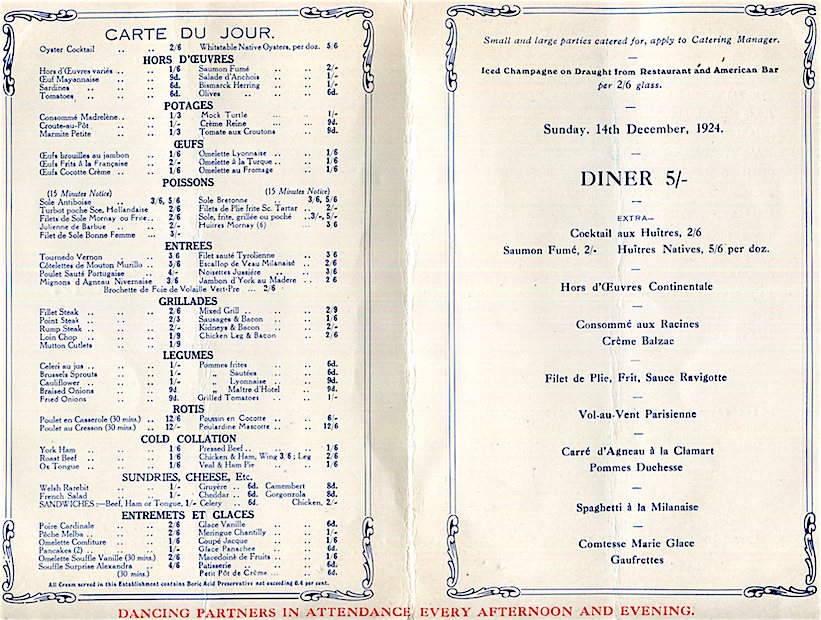 CARTE DU JOUR.
Oyster Cocktail .. .. 2/6 Whitstable Native Oysters, per doz. 5/6
HORS D'ŒUVRES
Hors d'Œuvres variés .. .. 1/6 Saumon Fumé .. .. 2/-
Œuf Mayonnaise .. 9d. Salade d'Anchois .. 1/-
Sardines .. .. 6d. Bismarck Herring .. .. 1/-
Tomatoes .. .. 6d. Olives .. .. 6d.
POTAGES
Consommé Madrelène.. .. 1/3 Mock Turtle .. .. 1/-
Croute-au-Pôt .. .. 1/- Crème Reine .. .. 9d.
Marmite Petite .. .. 1/3 Tomate aux Croutons .. 9d.
ŒUFS
Œufs brouilles au jambon .. 1/6 Omelette Lyonnaise .. .. 1/6
Œufs Frits à la Française .. 2/- Omelette à la Turque .. .. 1/6
Œufs Cocotte Crème .. .. 1/6 Omelette au Fromage .. 1/6
POISSONS
(15 Minutes Notice) (15 Minutes Notice)
Sole Antiboise .. 3/6, 5/6 Sole Bretonne .. 3/6, 5/6
Turbot poche Sce, Hollandaise 2/6 Filets de Plie frite Sc. Tartar .. 2/-
Filets de Sole Mornay ou Frite.. 2/6 Sole, frite, grillée ou poché ..3/-, 5/-
Julienne de Barbue .. .. 2/- Huitres Mornay (6) ... 3 6
Filet de Sole Bonne Femme ... 3/-
ENTREES
Tournedo Vernon .. 3 6 Filet sauté Tyrolienne .. 3 6
Côtelettes de Mouton Murillo .. 3/6 Escallop de Veau Milanaise .. 2/6
Poulet Sauté Portugaise .. 4/- Noisettes Jussiére .. .. 3/6
Mignons d'Agneau Nivernaise 3/6 Jambon d'York au Madere .. 2 6
Brochette de Foie de Volaille Vert-Pre ... 2/6
GRILLADES
Fillet Steak .. .. 2/6 Mixed Grill .. .. 2/9
Point Steak .. .. 2/3 Sausages & Bacon .. 1/6
Rump Steak .. .. 2/- Kidneys & Bacon .. 2/-
Loin Chop .. .. 1/9 Chicken Leg & Bacon .. 2/6
Mutton Cutlets .. .. 1/9
LEGUMES
Celeri au jus .. .. 1/- Pommes frites .. .. 6d.
Brussels Sprouts .. .. 1/- „ Sautées .. 6d.
Cauliflower .. .. 1/- „ Lyonnaise .. 9d.
Braised Onions .. .. 9d. „ Maître d'Hotel .. 9d.
Fried Onions .. .. 9d. Grilled Tomatoes .. .. 1/-
ROTIS
Poulet en Casserole (30 mins.) .. 12/6 Poussin en Cocotte .. 6/-
Poulet au Cresson (30 mins.) .. 12/- Poulardine Mascotte .. .. 12/6
COLD COLLATION
York Ham .. .. 1/6 Pressed Beef.. .. 1/6
Roast Beef .. .. 1/6 Chicken & Ham, Wing 3 6; Leg 2/6
Ox Tongue .. .. 1/6 Veal & Ham Pie .. 1/6
SUNDRIES, CHEESE, Etc.
Welsh Rarebit .. .. 1/- Gruyère .. 6d. Camembert 8d.
French Salad .. .. 1/- Cheddar .. 6d. Gorgonzola 8d.
SANDWICHES :—Beef, Ham or Tongue, 1/- Celery .. 6d. Chicken, 2/-
ENTREMETS ET GLACES
Poire Cardinale .. 2/6 Glace Vanille .. .. 6d.
Pêche Melba .. .. 2/6 Meringue Chantilly .. .. 1/-
Omelette Comfiture .. 1/6 Coupé Jacque .. .. 1/6
Pancakes (2) .. .. 1/- Glace Panachee .. 6d.
Omelette Souffle Vanille (30 mins) 2/6 Macedoine de Fruits .. .. 1/6
Souffle Surprise Alexandra .. 4/6 Patisserie .. .. 6d.
(30 mins.) Petit Pôt de Crème .. .. 6d.
All Cream served in this Establishment contains Boric Acid Preservative not exceeding 0.4 per cent.
Small and large parties catered for, apply to Catering Manager.
Iced Champagne on Draught from Restaurant and American Bar
per 2/6 glass.
Sunday, 14th December, 1924.
DINER 5/-
EXTRA—
Cocktail aux Huîtres, 2/6
Saumon Fumé, 2/- Huîtres Natives, 5/6 per doz.
Hors d'Œuvres Continentale
Consommé aux Racines
Crème Balzac
Filet de Plie, Frit, Sauce Ravigotte
Vol-au-Vent Parisienne
Carré d'Agneau à la Clamart
Pommes Duchesse
Spaghetti à la Milanaise
Comtesse Marie Glace
Gaufrettes
DANCING PARTNERS IN ATTENDANCE EVERY AFTERNOON AND EVENING.